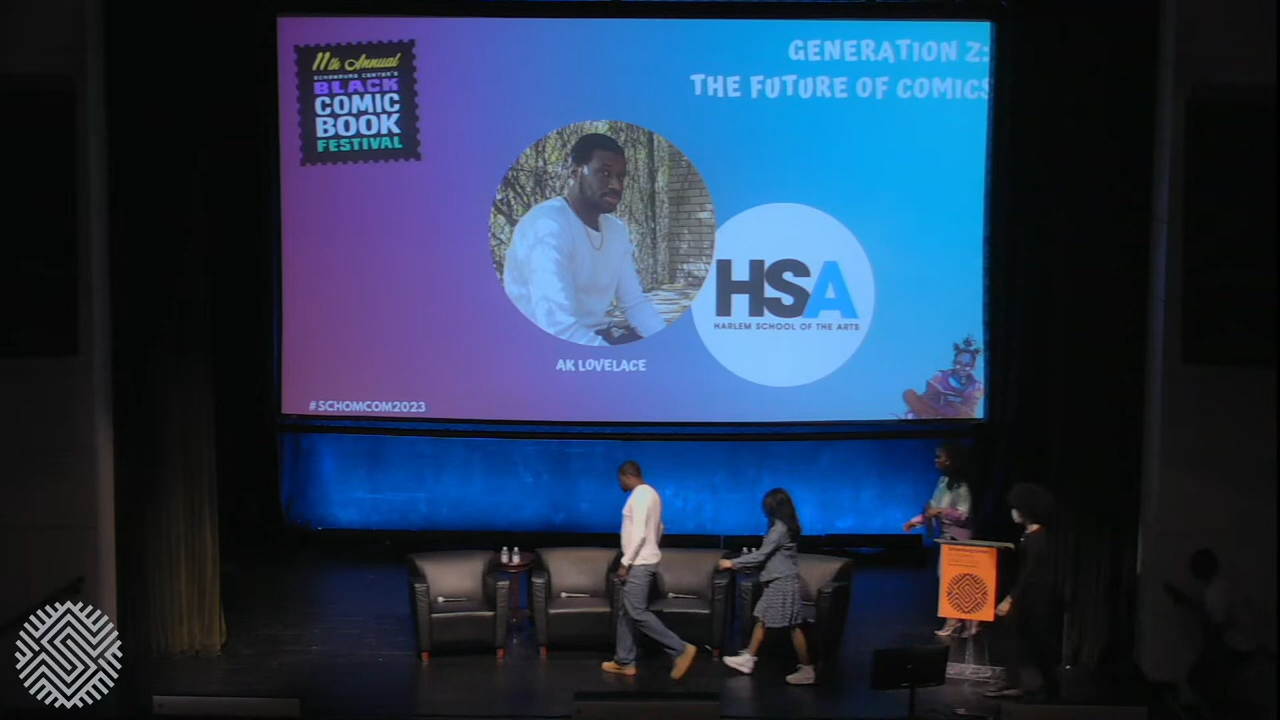 11th Annual
SCHOMBURG CENTER'S
BLACK
COMIC
BOOK
FESTIVAL
GENERATION Z:
THE FUTURE OF COMICS
HSA
HARLEM SCHOOL OF THE ARTS
AK LOVELACE
#SCHOMCOM2023